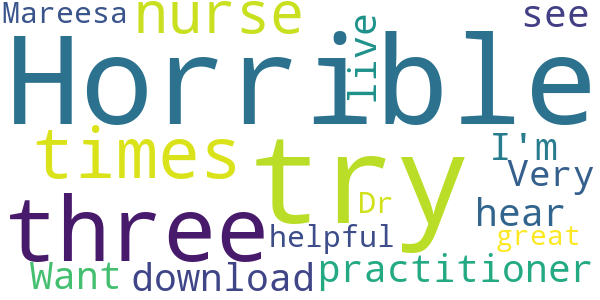 Mareesa nurse see
Horrible
live
times try I'm
Very
three Dr hear
helpful great
Want download practitioner